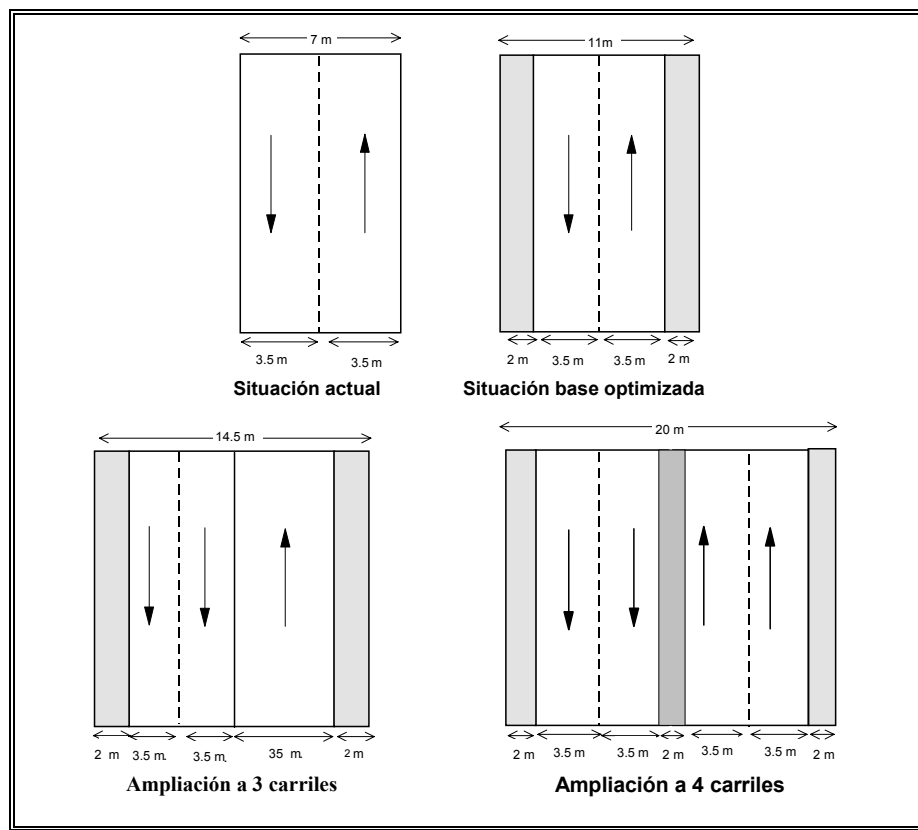 7 m
11m
3.5 m 3.5 m
2 m 3.5 m 3.5 m 2 m
Situación actual
Situación base optimizada
14.5 m
20 m
2 m 3.5 m. 3.5 m. 35 m. 2 m
2 m 3.5 m 3.5 m 2 m 3.5 m 3.5 m 2 m
Ampliación a 3 carriles
Ampliación a 4 carriles